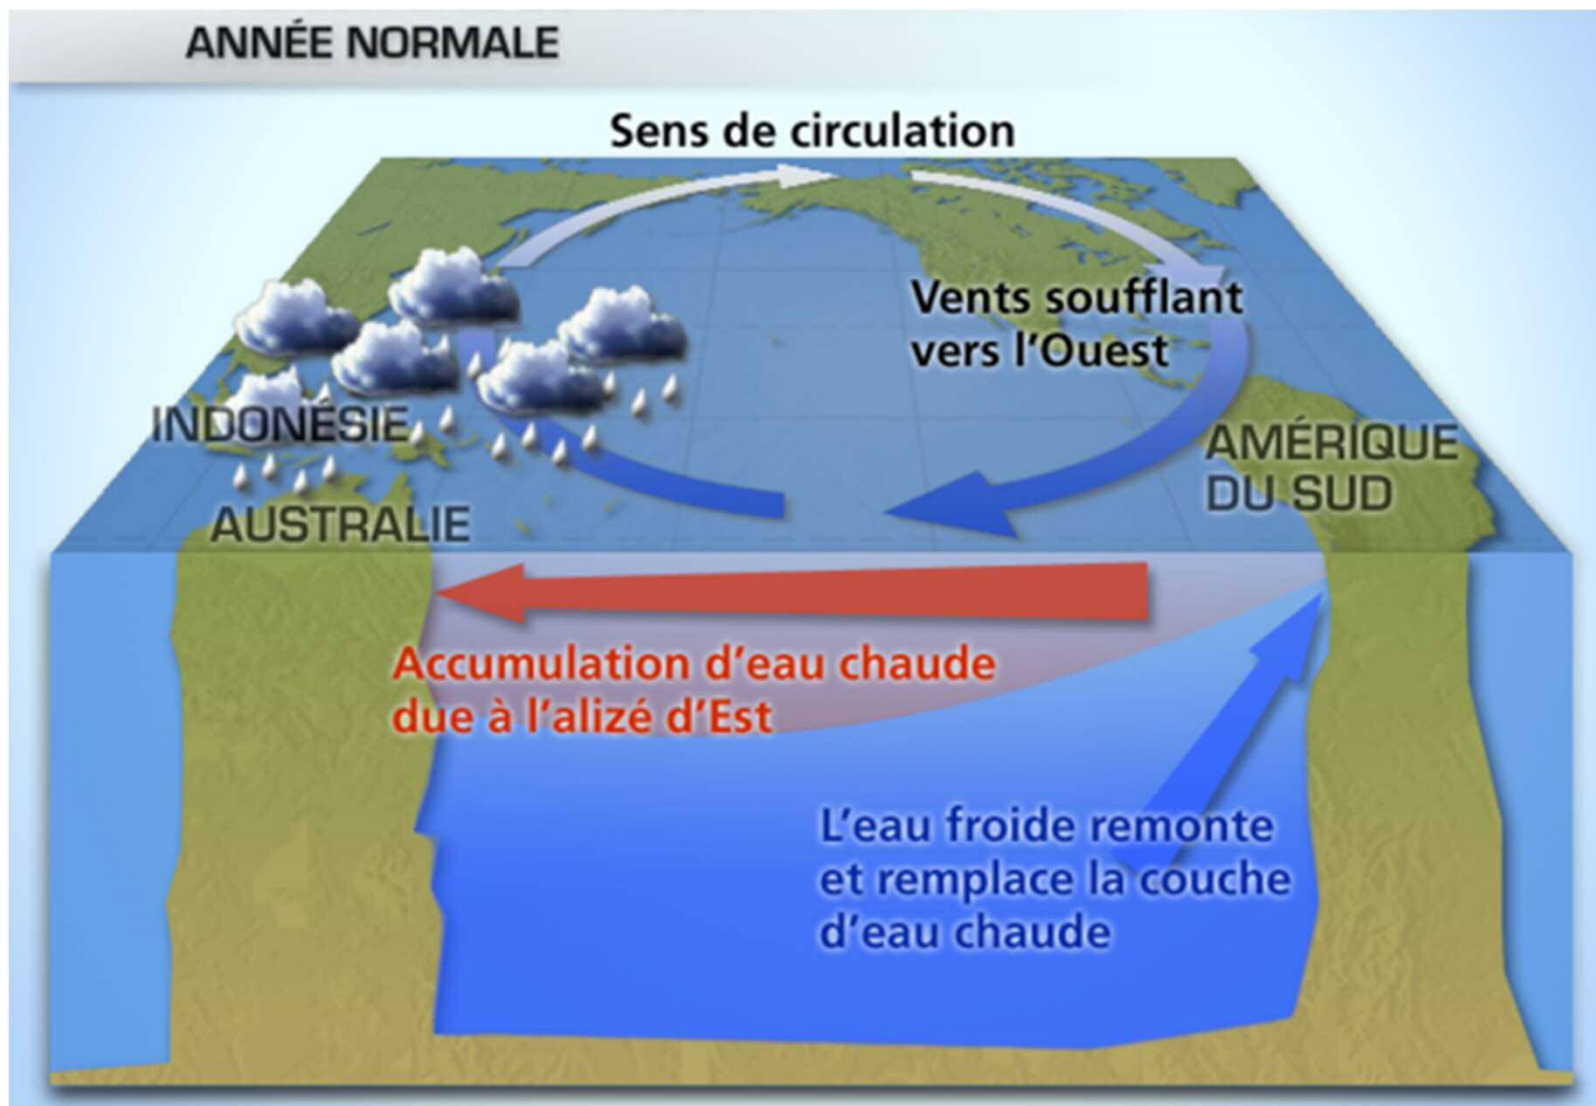 ANNÉE NORMALE
Sens de circulation
Vents soufflant
vers l'Ouest
INDONÉSIE
AMÉRIQUE
DU SUD
AUSTRALIE
Accumulation d'eau chaude
due à l'alizé d'Est
L'eau froide remonte
et remplace la couche
d'eau chaude